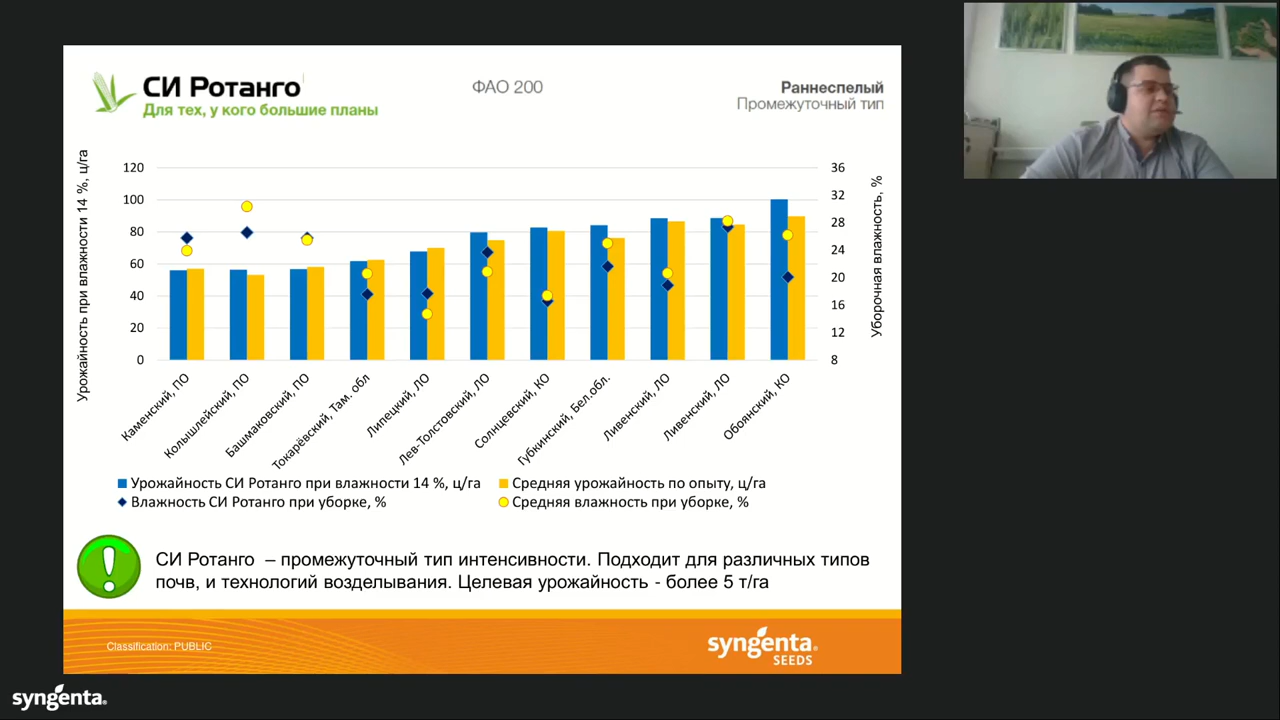 СИ Ротанго
Для тех, у кого большие планы
ФАО 200
Раннеспелый
Промежуточный тип
Урожайность при влажности 14 %, ц/га
120
100
80
60
40
20
0
36
32
28
24
20
16
12
8
Уборочная влажность, %
Каменский, ПО
Колышлейский, ПО
Башмаковский, ПО
Токарёвский, Там. обл
Липецкий, ЛО
Лев-Толстовский, ЛО
Солнцевский, КО
Губкинский, Бел.обл.
Ливенский, ЛО
Ливенский, ЛО
Обоянский, КО
Урожайность СИ Ротанго при влажности 14 %, ц/га
Средняя урожайность по опыту, ц/га
Влажность СИ Ротанго при уборке, %
Средняя влажность при уборке, %
СИ Ротанго – промежуточный тип интенсивности. Подходит для различных типов
почв, и технологий возделывания. Целевая урожайность - более 5 т/га
Classification: PUBLIC
syngenta®
SEEDS
syngenta®